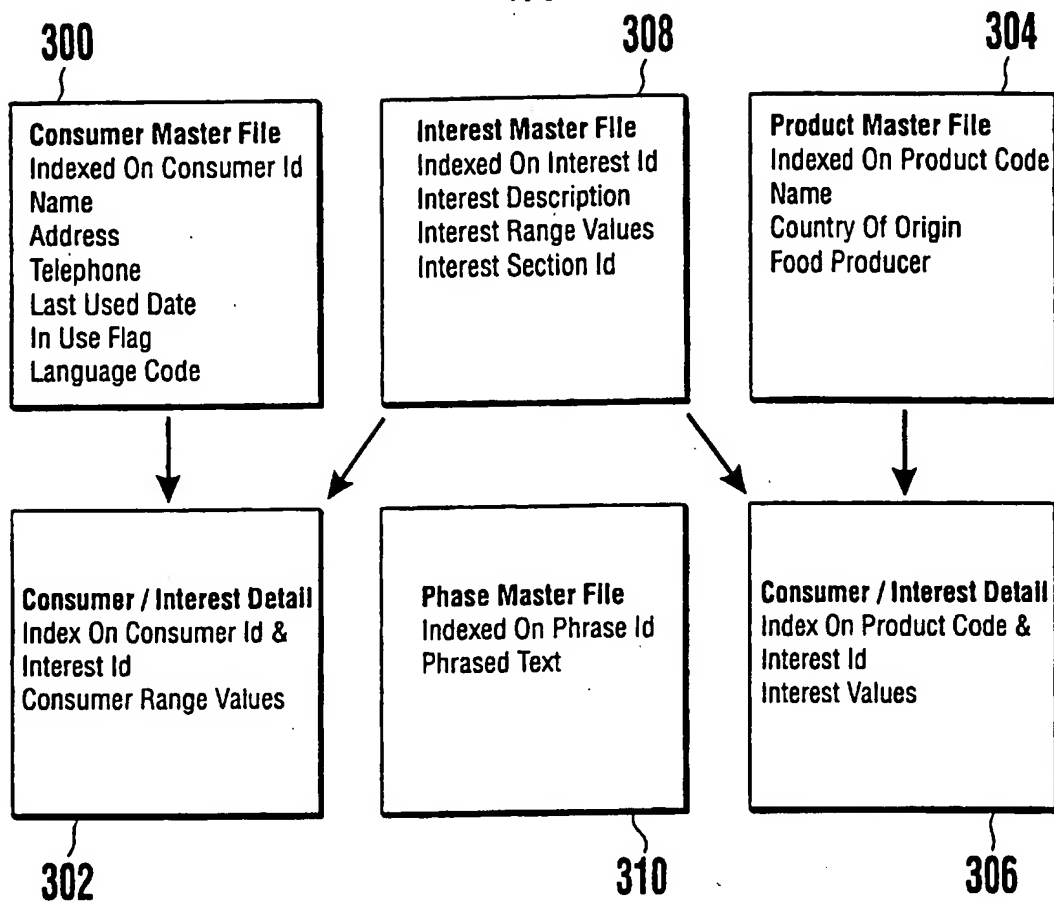 300
308
304
Consumer Master File
Indexed On Consumer Id
Name
Address
Telephone
Last Used Date
In Use Flag
Language Code
Interest Master File
Indexed On Interest Id
Interest Description
Interest Range Values
Interest Section Id
Product Master File
Indexed On Product Code
Name
Country Of Origin
Food Producer
Consumer / Interest Detail
Index On Consumer Id &
Interest Id
Consumer Range Values
Phase Master File
Indexed On Phrase Id
Phrased Text
Consumer / Interest Detail
Index On Product Code &
Interest Id
Interest Values
302
310
306